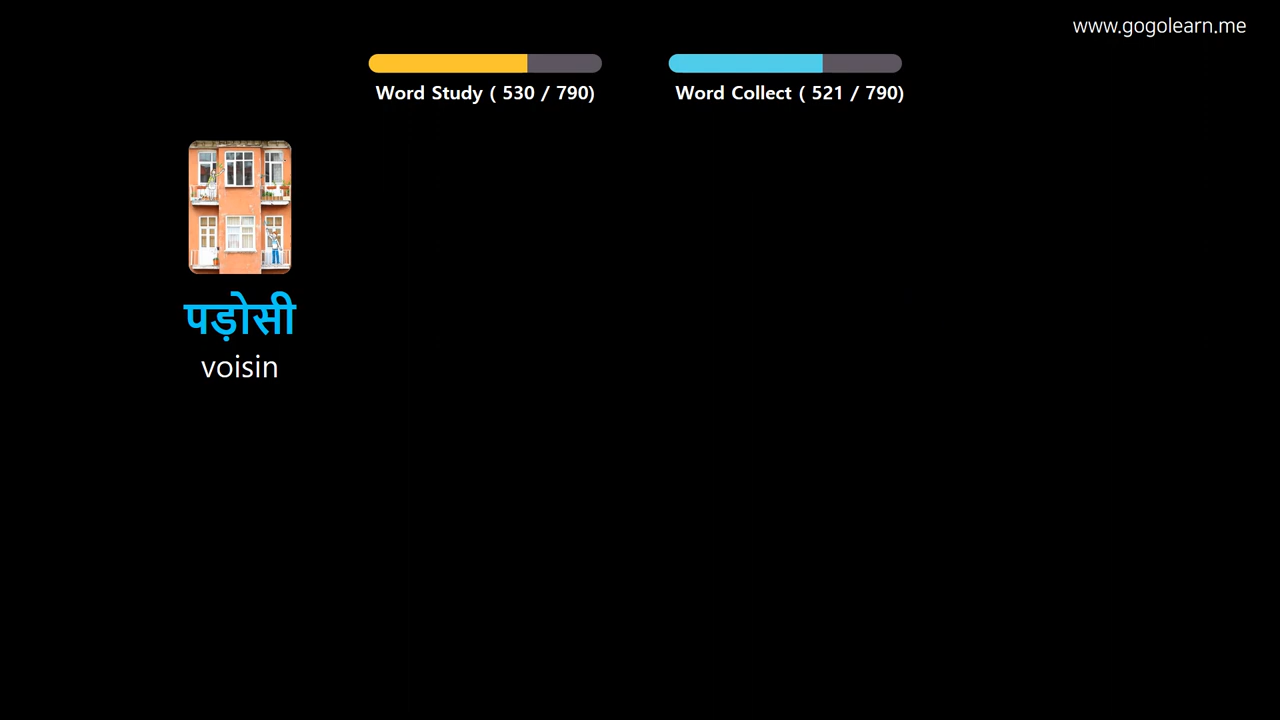 www.gogolearn.me
Word Study ( 530 / 790)
Word Collect ( 521 / 790)
पड़ोसी
voisin